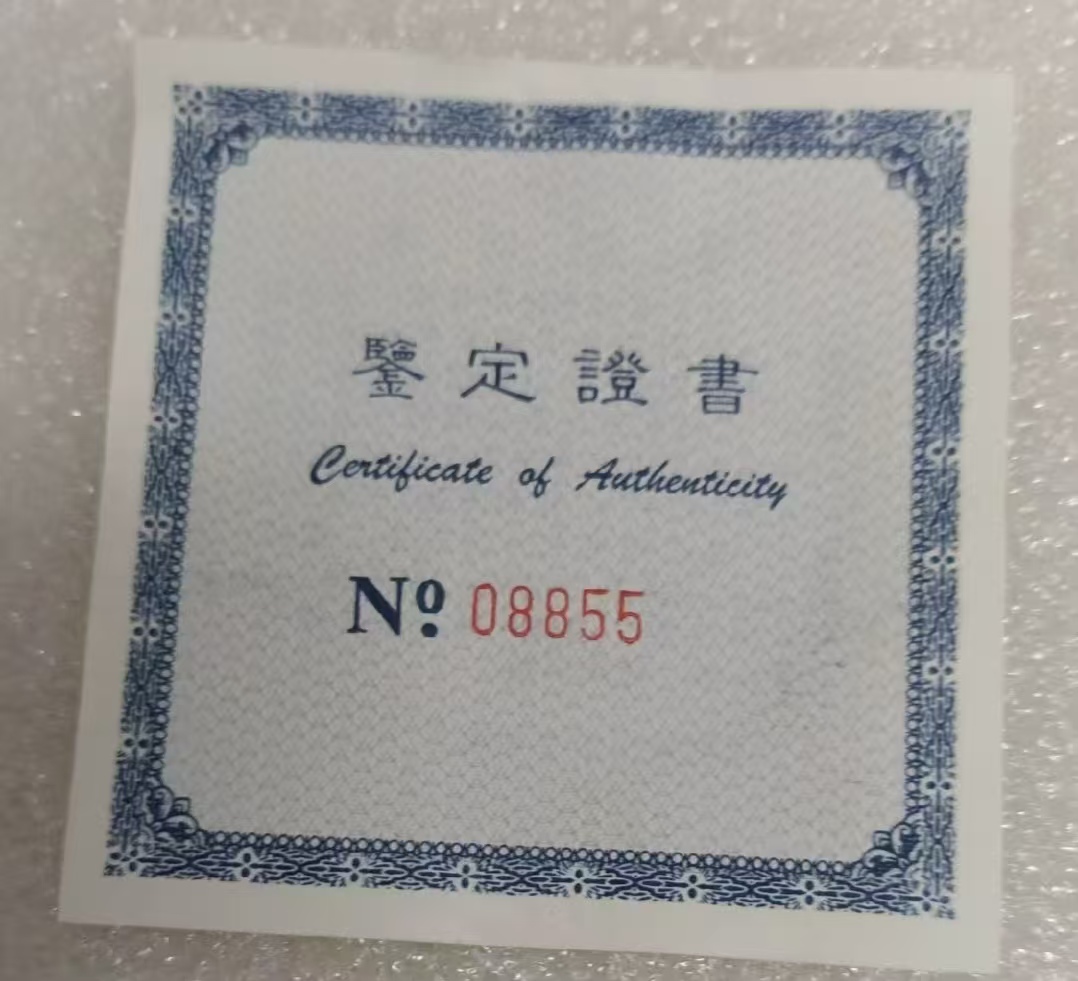 鑒定證書
Certificate of Authenticity
Nº 08855